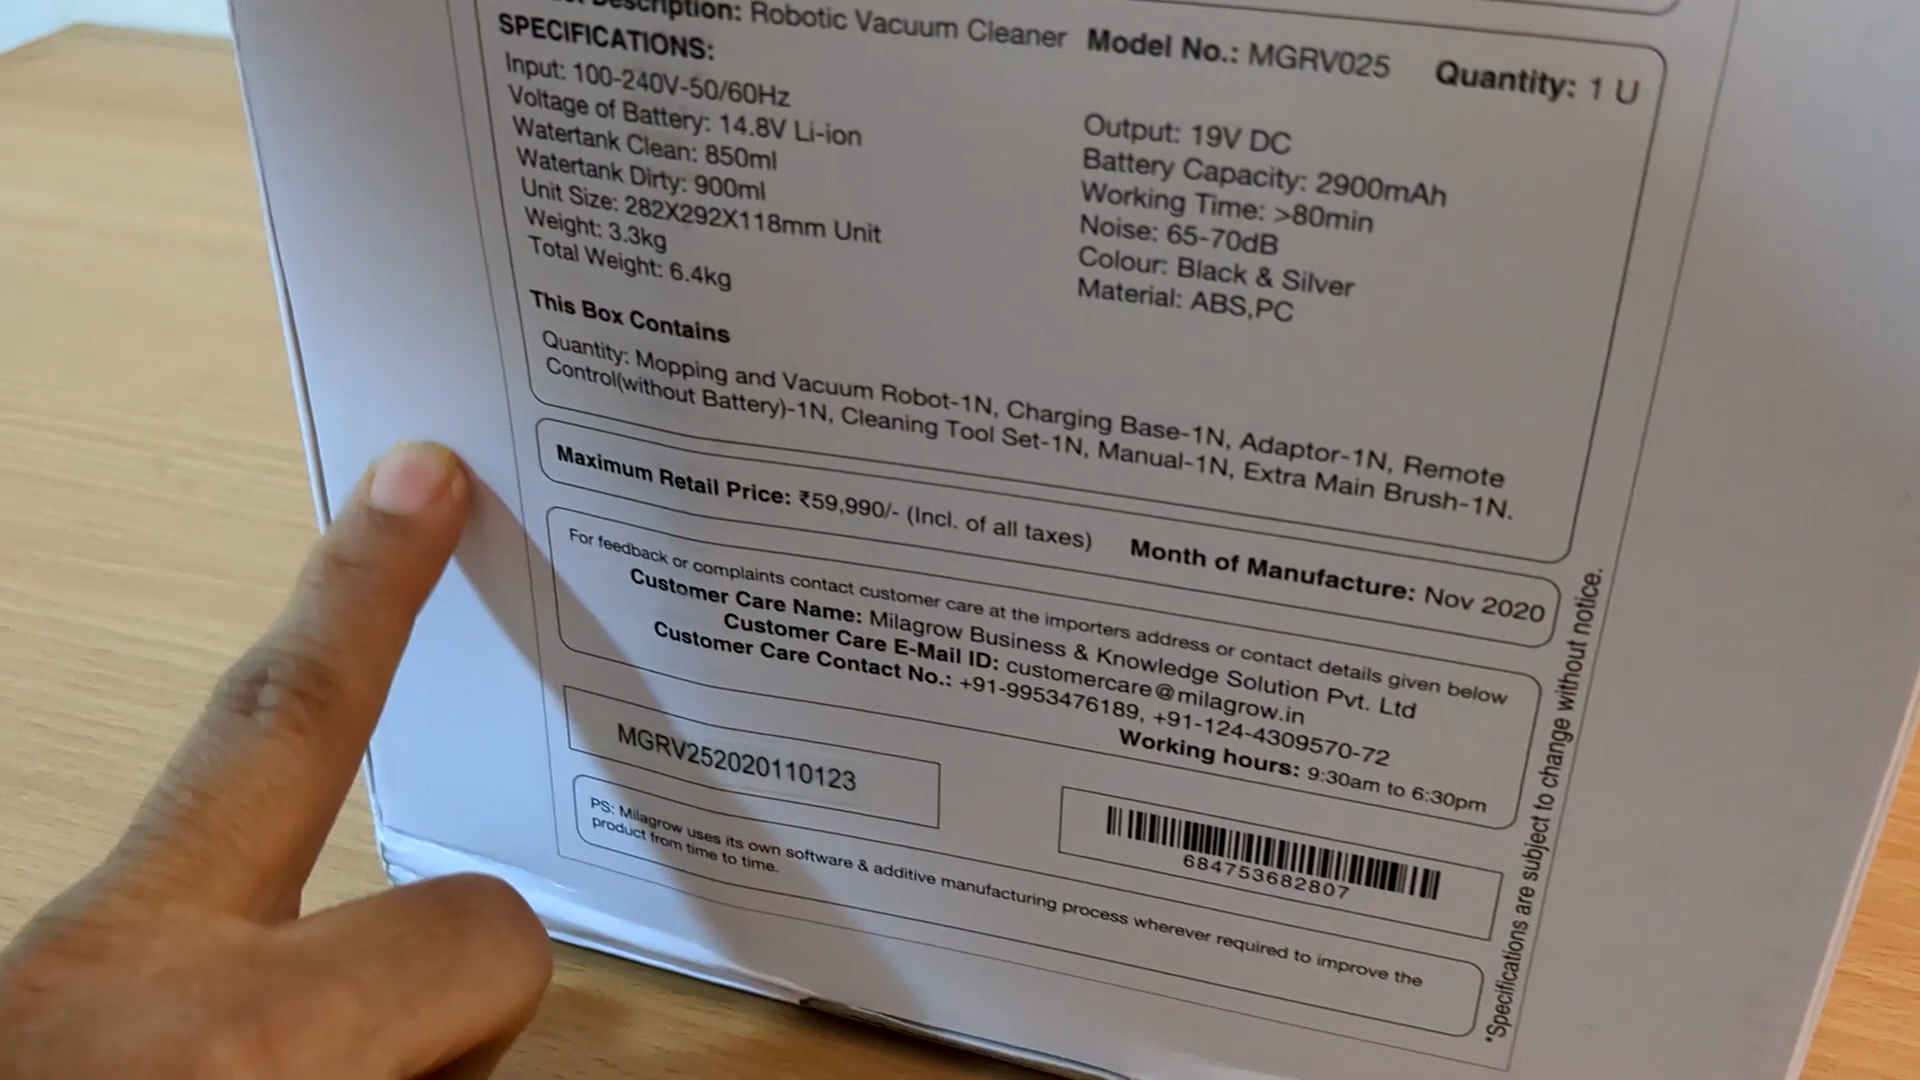 Description: Robotic Vacuum Cleaner Model No.: MGRV025 Quantity: 1 U
SPECIFICATIONS:
Input: 100-240V-50/60Hz
Voltage of Battery: 14.8V Li-ion
Watertank Clean: 850ml
Watertank Dirty: 900ml
Unit Size: 282X292X118mm Unit
Weight: 3.3kg
Total Weight: 6.4kg
Output: 19V DC
Battery Capacity: 2900mAh
Working Time: >80min
Noise: 65-70dB
Colour: Black & Silver
Material: ABS,PC
This Box Contains
Quantity: Mopping and Vacuum Robot-1N, Charging Base-1N, Adaptor-1N, Remote
Control(without Battery)-1N, Cleaning Tool Set-1N, Manual-1N, Extra Main Brush-1N.
Maximum Retail Price: ₹59,990/- (Incl. of all taxes) Month of Manufacture: Nov 2020
For feedback or complaints contact customer care at the importers address or contact details given below
Customer Care Name: Milagrow Business & Knowledge Solution Pvt. Ltd
Customer Care E-Mail ID: customercare@milagrow.in
Customer Care Contact No.: +91-9953476189, +91-124-4309570-72
Working hours: 9:30am to 6:30pm
MGRV252020110123
684753682807
PS: Milagrow uses its own software & additive manufacturing process wherever required to improve the
product from time to time.
*Specifications are subject to change without notice.